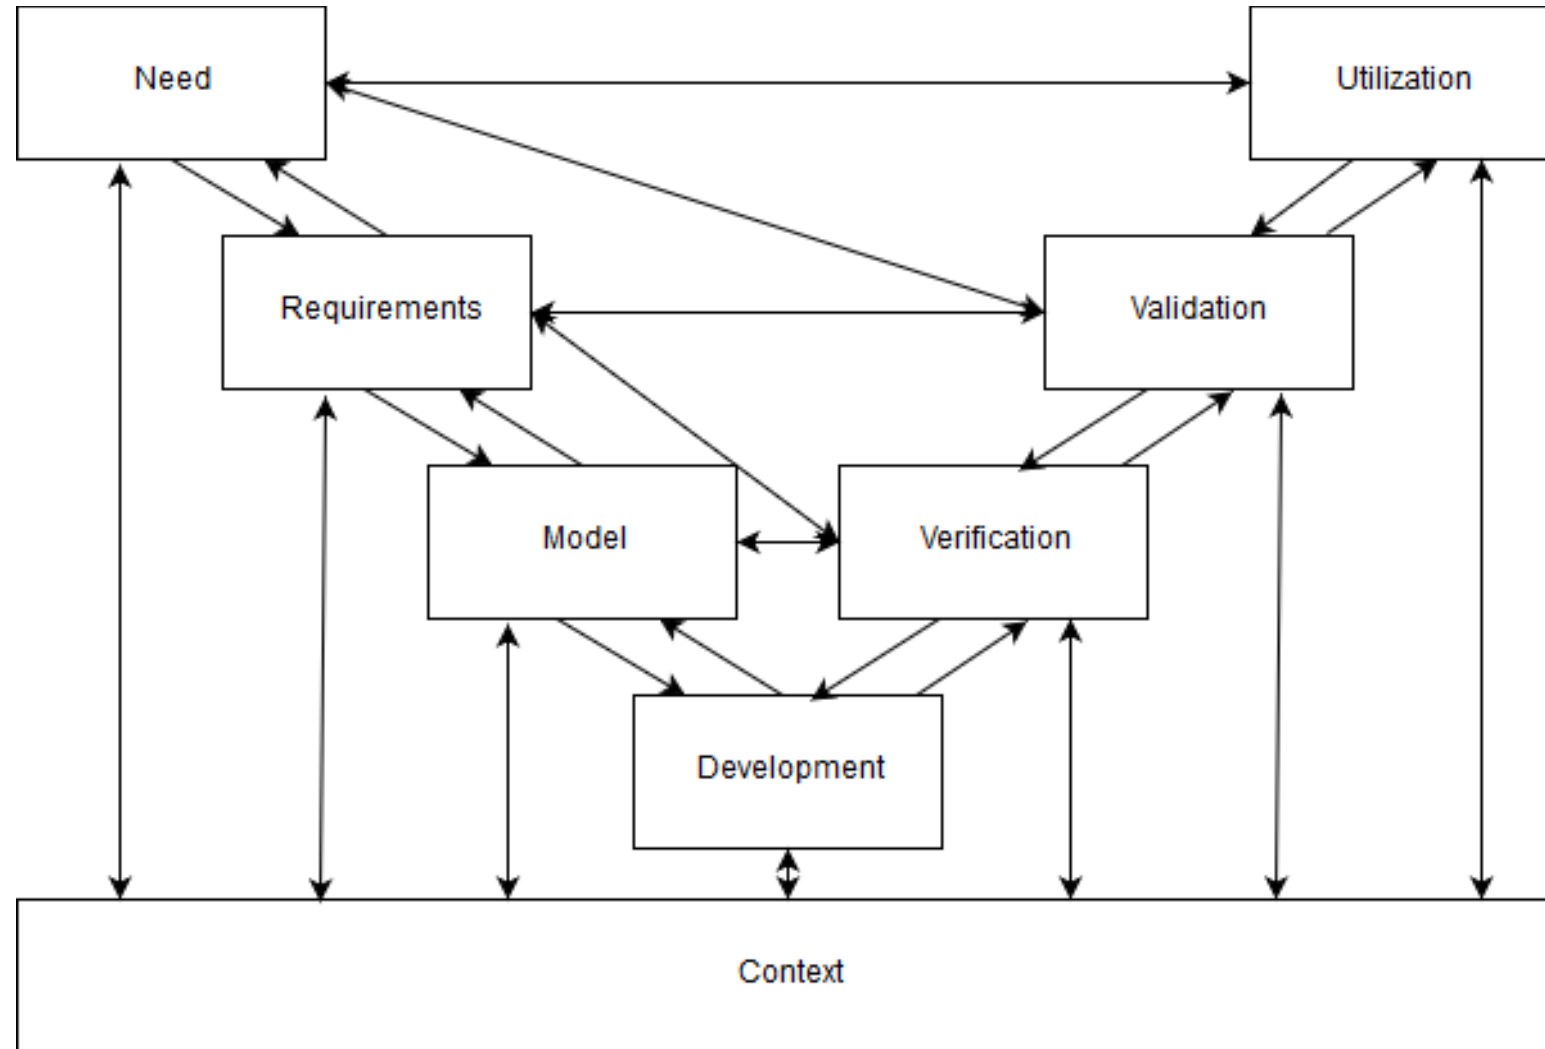 Need
Utilization
Requirements
Validation
Model
Verification
Development
Context